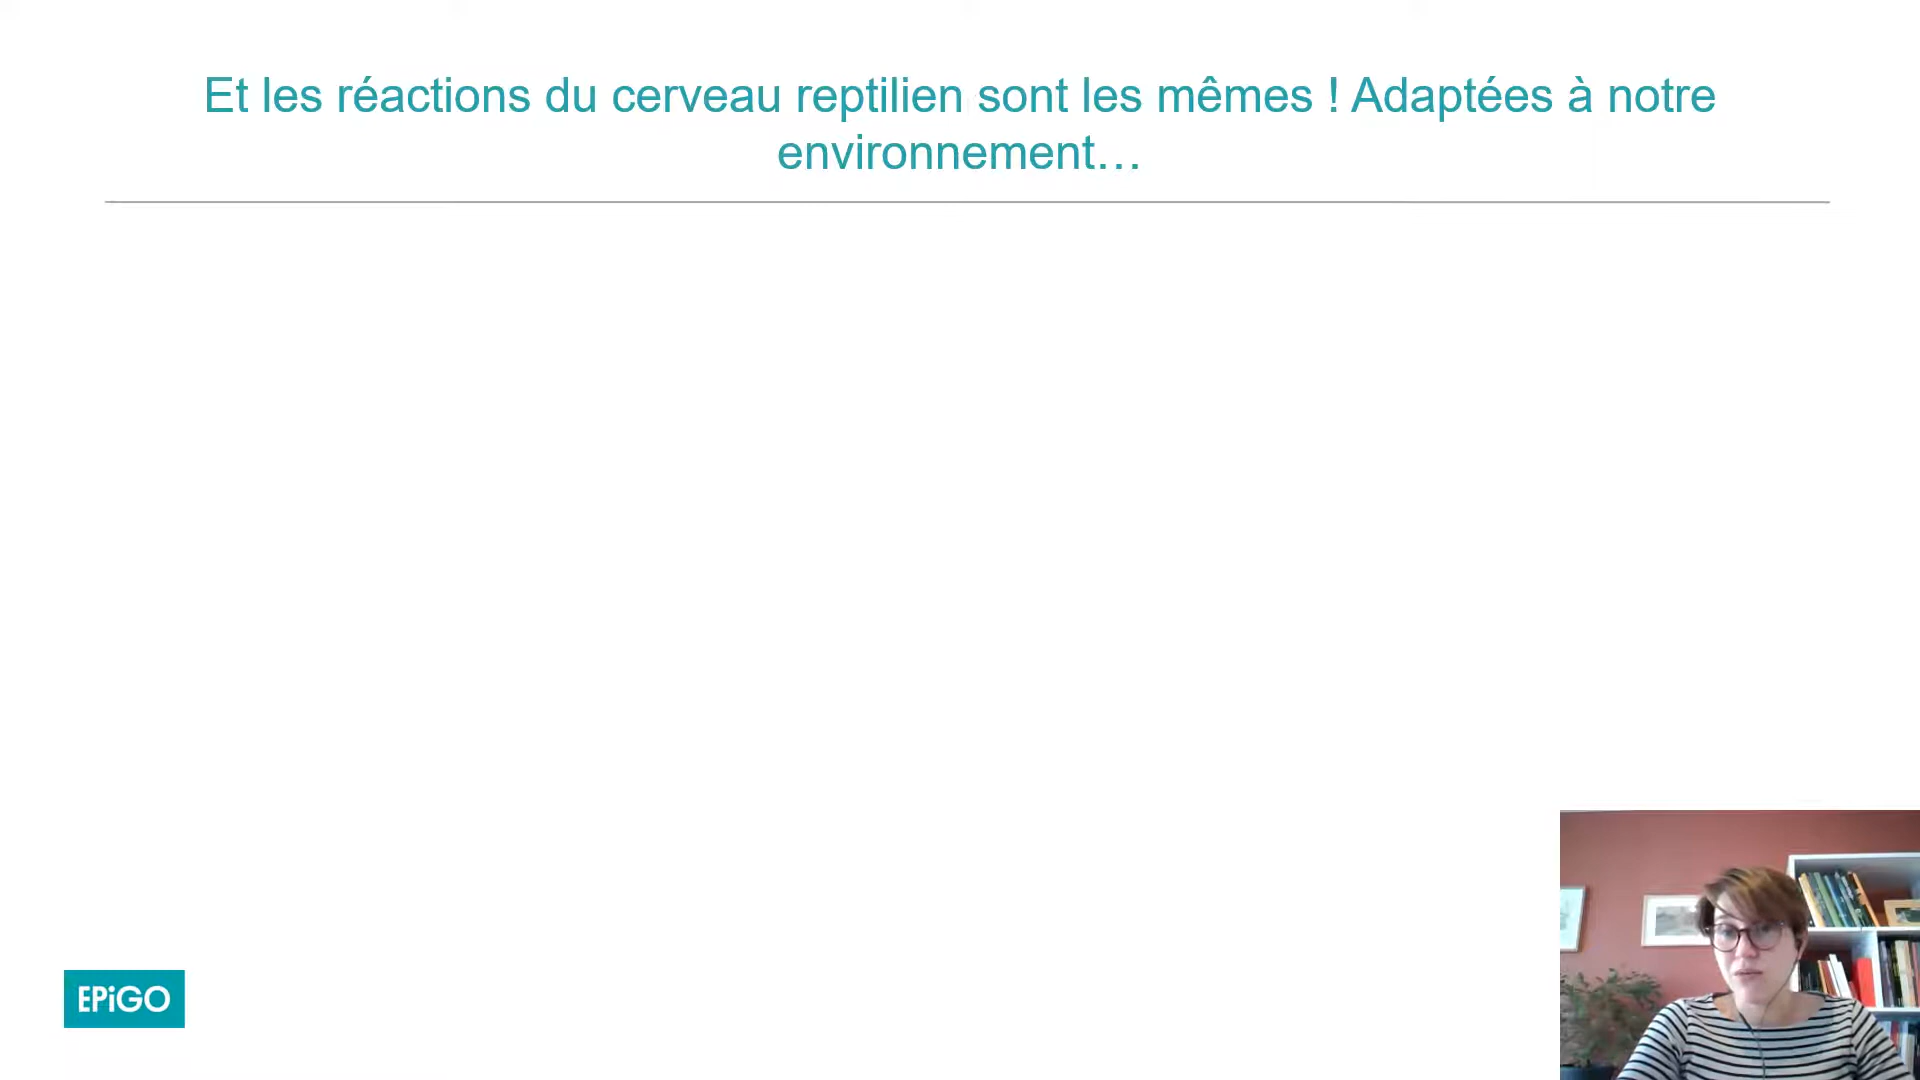 Et les réactions du cerveau reptilien sont les mêmes ! Adaptées à notre
environnement…
EPiGO